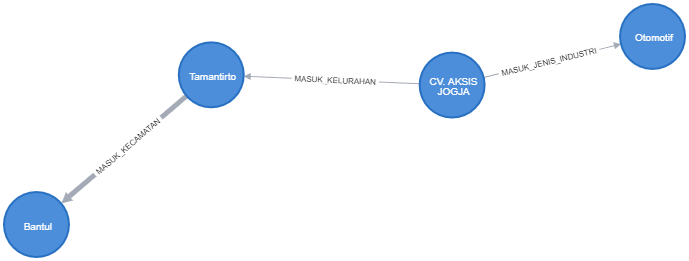 Otomotif
MASUK_JENIS_INDUSTRI
Tamantirto
MASUK_KELURAHAN
CV. AKSIS
JOGJA
MASUK_KECAMATAN
Bantul